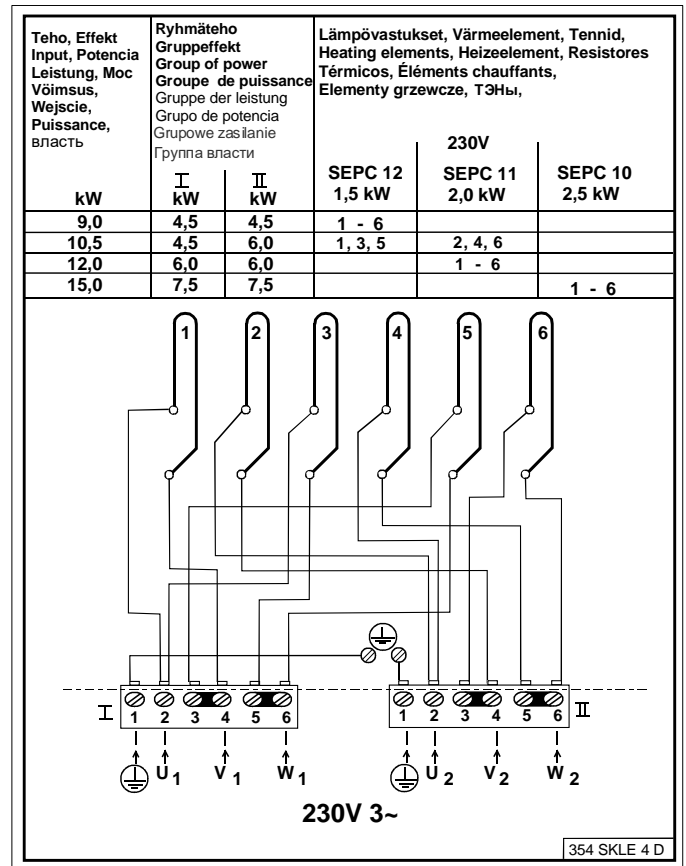 Teho, Effekt
Input, Potencia
Leistung, Moc
Vöimsus,
Wejscie,
Puissance,
власть
kW
Ryhmäteho
Gruppeffekt
Group of power
Groupe de puissance
Gruppe der leistung
Grupo de potencia
Grupowe zasilanie
Группа власти
I II
kW kW
Lämpövastukset, Värmeelement, Tennid,
Heating elements, Heizeelement, Resistores
Térmicos, Éléments chauffants,
Elementy grzewcze, ТЭНы,
230V
SEPC 12 SEPC 11 SEPC 10
1,5 kW 2,0 kW 2,5 kW
9,0 4,5 4,5 1 - 6
10,5 4,5 6,0 1, 3, 5 2, 4, 6
12,0 6,0 6,0 1 - 6
15,0 7,5 7,5 1 - 6
1 2 3 4 5 6
I 1 2 3 4 5 6 1 2 3 4 5 6 II
U1 V1 W1 U2 V2 W2
230V 3~
354 SKLE 4 D